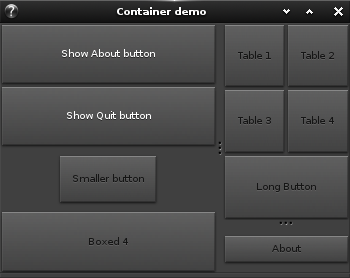 Container demo
Show About button
Show Quit button
Smaller button
Boxed 4
Table 1
Table 2
Table 3
Table 4
Long Button
About